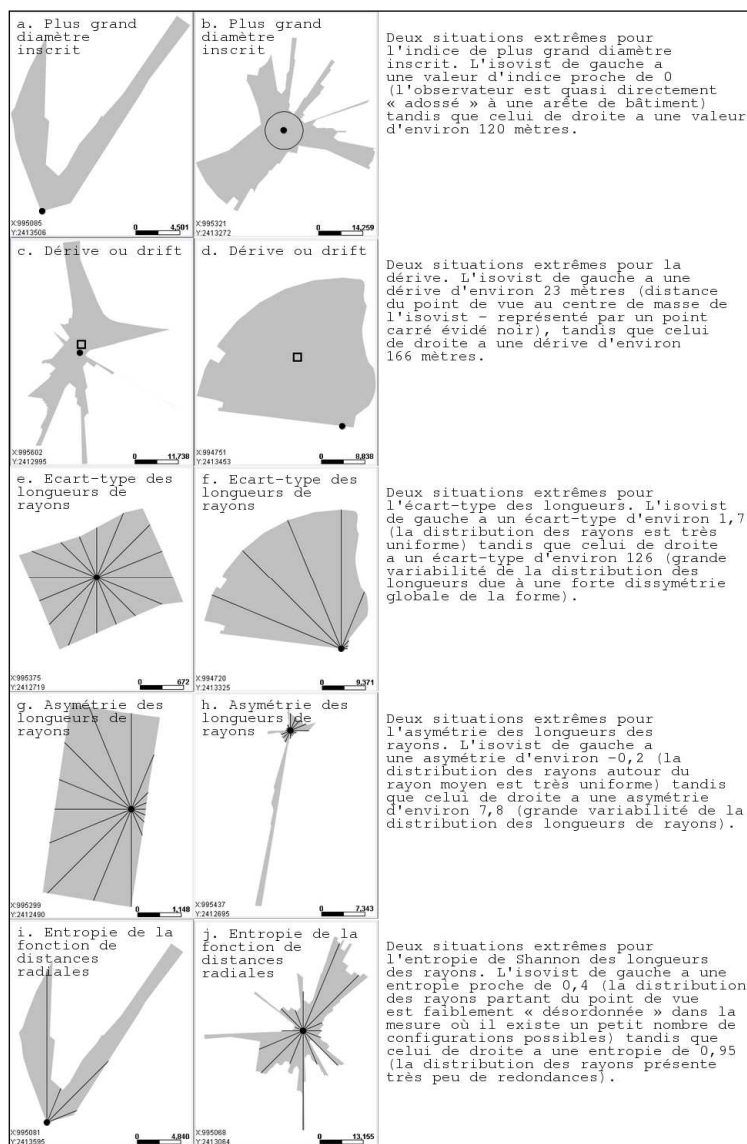 a. Plus grand
diamètre
inscrit
X:995085
Y:2413506
0 4,501
b. Plus grand
diamètre
inscrit
X:995321
Y:2413272
0 14,259
Deux situations extrêmes pour
l'indice de plus grand diamètre
inscrit. L'isovist de gauche a
une valeur d'indice proche de 0
(l'observateur est quasi directement
« adossé » à une arête de bâtiment)
tandis que celui de droite a une valeur
d'environ 120 mètres.
c. Dérive ou drift
X:995602
Y:2412995
0 11,738
d. Dérive ou drift
X:994751
Y:2413453
0 8,838
Deux situations extrêmes pour la
dérive. L'isovist de gauche a une
dérive d'environ 23 mètres (distance
du point de vue au centre de masse de
l'isovist - représenté par un point
carré évidé noir), tandis que celui
de droite a une dérive d'environ
166 mètres.
e. Ecart-type des
longueurs de
rayons
X:995375
Y:2412719
0 672
f. Ecart-type des
longueurs de
rayons
X:994720
Y:2413325
0 9,371
Deux situations extrêmes pour
l'écart-type des longueurs. L'isovist
de gauche a un écart-type d'environ 1,7
(la distribution des rayons est très
uniforme) tandis que celui de droite
a un écart-type d'environ 126 (grande
variabilité de la distribution des
longueurs due à une forte dissymétrie
globale de la forme).
g. Asymétrie des
longueurs de
rayons
X:995299
Y:2412490
0 1,148
h. Asymétrie des
longueurs de
rayons
X:995437
Y:2412695
0 7,343
Deux situations extrêmes pour
l'asymétrie des longueurs des
rayons. L'isovist de gauche a
une asymétrie d'environ -0,2 (la
distribution des rayons autour du
rayon moyen est très uniforme) tandis
que celui de droite a une asymétrie
d'environ 7,8 (grande variabilité de la
distribution des longueurs de rayons).
i. Entropie de la
fonction de
distances
radiales
X:995081
Y:2413595
0 4,840
j. Entropie de la
fonction de
distances
radiales
X:995068
Y:2413084
0 13,155
Deux situations extrêmes pour
l'entropie de Shannon des longueurs
des rayons. L'isovist de gauche a une
entropie proche de 0,4 (la distribution
des rayons partant du point de vue
est faiblement « désordonnée » dans la
mesure où il existe un petit nombre de
configurations possibles) tandis que
celui de droite a une entropie de 0,95
(la distribution des rayons présente
très peu de redondances).